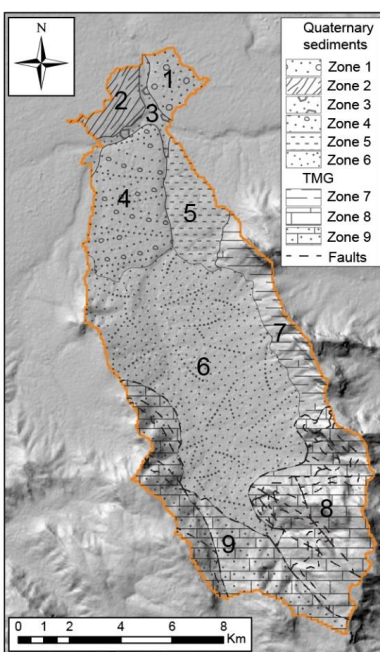 N
Quaternary
sediments
Zone 1
Zone 2
Zone 3
Zone 4
Zone 5
Zone 6
TMG
Zone 7
Zone 8
Zone 9
Faults
1
2
3
4
5
6
7
8
9
0 1 2 4 6 8
Km